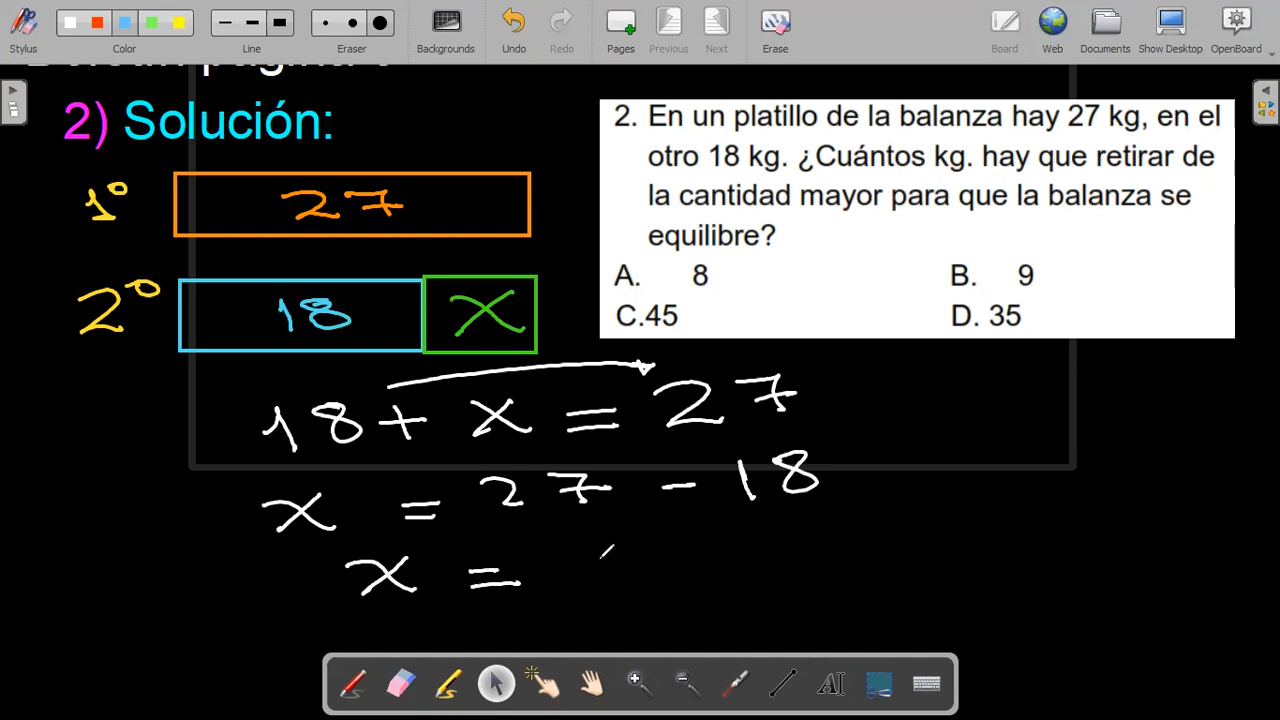 Stylus Color Line Eraser Backgrounds Undo Redo Pages Previous Next Erase Board Web Documents Show Desktop OpenBoard
2) Solución:
1° 27
2° 18 x
18 + x = 27
x = 27 - 18
x =
2. En un platillo de la balanza hay 27 kg, en el
otro 18 kg. ¿Cuántos kg. hay que retirar de
la cantidad mayor para que la balanza se
equilibre?
A. 8 B. 9
C.45 D. 35
AI